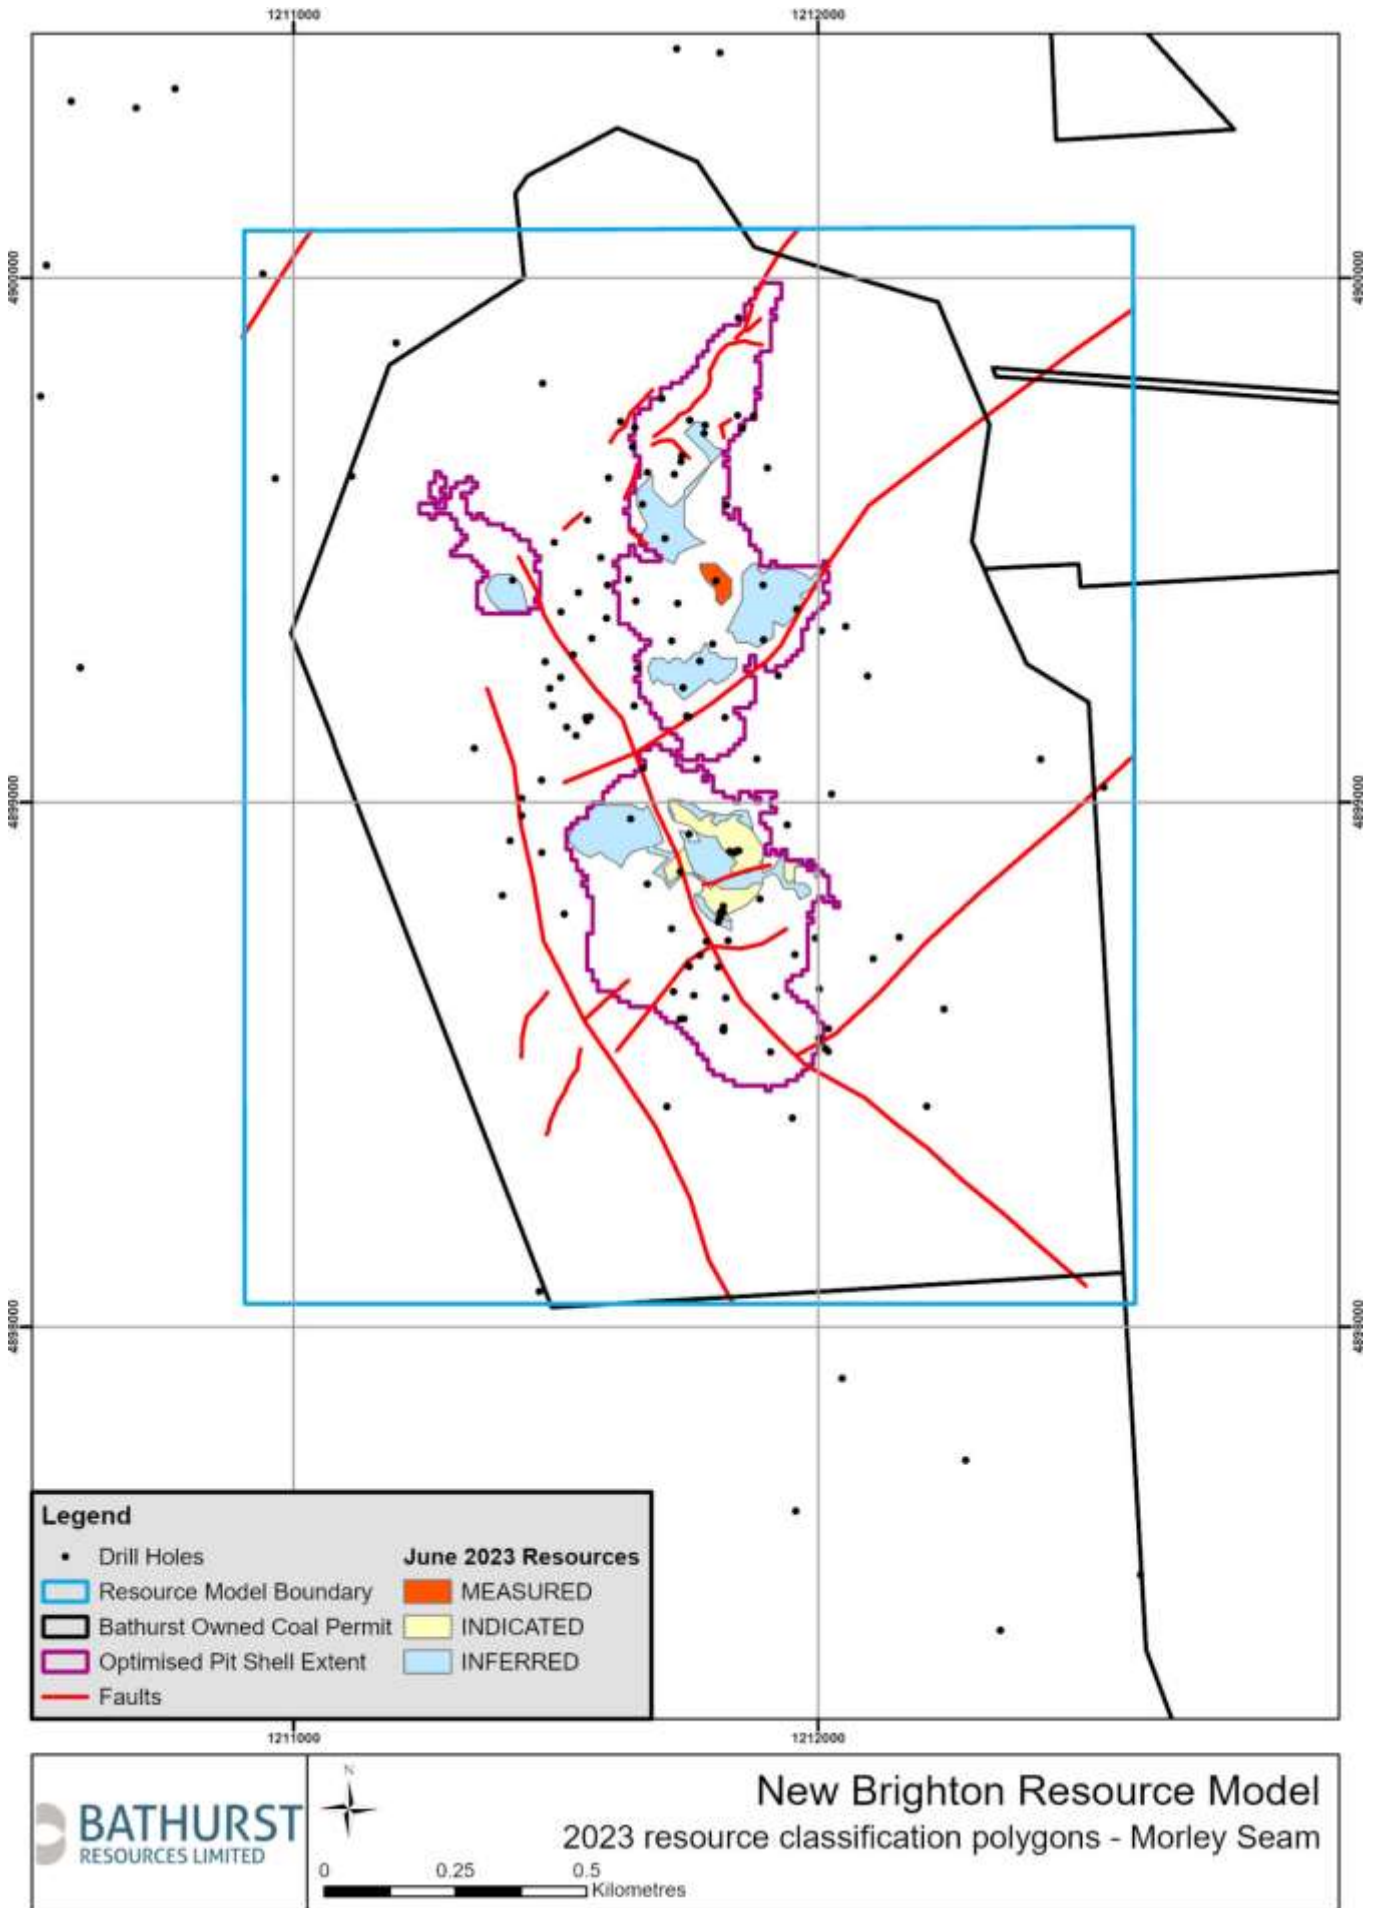 1211000 1212000
4900000 4900000
4899000 4899000
4898000 4898000
Legend
Drill Holes
Resource Model Boundary
Bathurst Owned Coal Permit
Optimised Pit Shell Extent
Faults
June 2023 Resources
MEASURED
INDICATED
INFERRED
1211000 1212000
BATHURST
RESOURCES LIMITED
N
0 0.25 0.5
Kilometres
New Brighton Resource Model
2023 resource classification polygons - Morley Seam